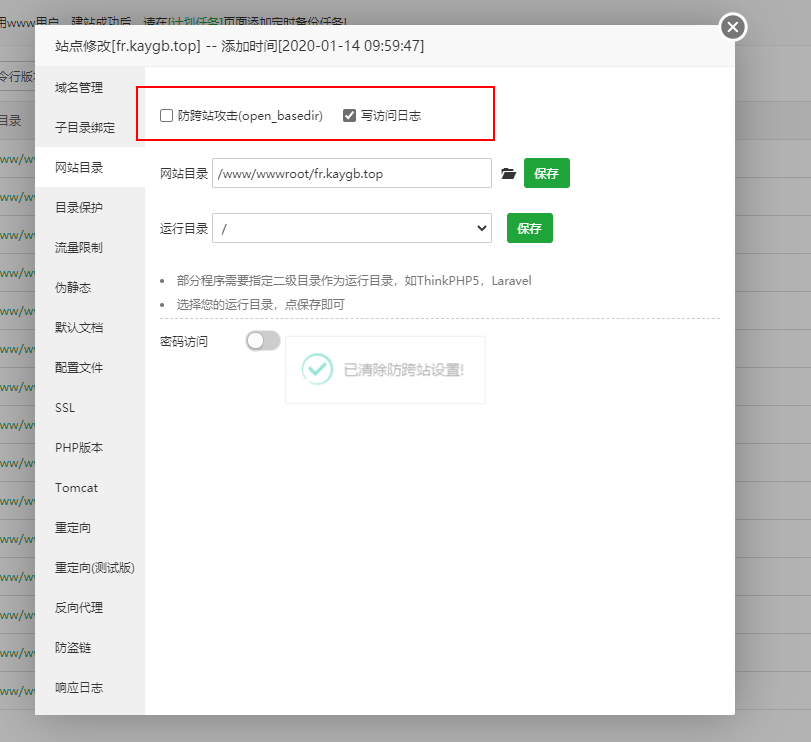 用www用户，建站成功后，请在[计划任务]页面添加定时备份任务!
站点修改[fr.kaygb.top] -- 添加时间[2020-01-14 09:59:47]
令行版本
域名管理
防跨站攻击(open_basedir)
写访问日志
目录
子目录绑定
网站目录
网站目录
/www/wwwroot/fr.kaygb.top
保存
目录保护
运行目录
/
保存
流量限制
部分程序需要指定二级目录作为运行目录，如ThinkPHP5，Laravel
伪静态
选择您的运行目录，点保存即可
默认文档
密码访问
已清除防跨站设置!
配置文件
SSL
PHP版本
Tomcat
重定向
重定向(测试版)
反向代理
防盗链
响应日志